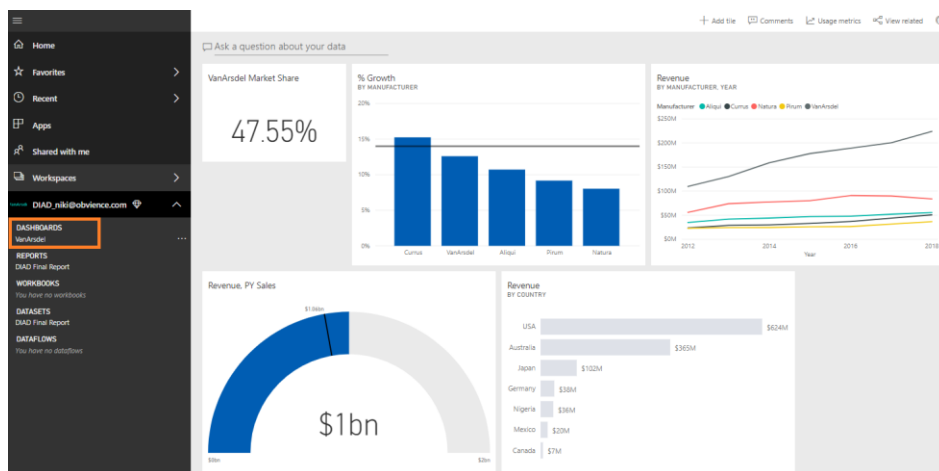 Home
Favorites
Recent
Apps
Shared with me
Workspaces
DIAD_niki@obvience.com
DASHBOARDS
VanArsdel
REPORTS
DIAD Final Report
WORKBOOKS
You have no workbooks
DATASETS
DIAD Final Report
DATAFLOWS
You have no dataflows
Add tile Comments Usage metrics View related
Ask a question about your data
VanArsdel Market Share
47.55%
% Growth
BY MANUFACTURER
20%
15%
10%
5%
0%
Currus VanArsdel Aliqui Pirum Natura
Revenue
BY MANUFACTURER, YEAR
Manufacturer Aliqui Currus Natura Pirum VanArsdel
$250M
$200M
$150M
$100M
$50M
$0M
2012 2014 2016 2018
Year
Revenue, PY Sales
$1bn
$0bn $2bn
Revenue
BY COUNTRY
USA $624M
Australia $365M
Japan $102M
Germany $38M
Nigeria $36M
Mexico $20M
Canada $7M